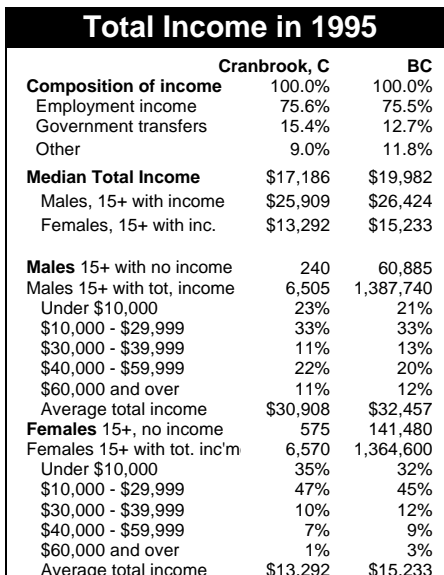 Total Income in 1995
Cranbrook, C BC
Composition of income 100.0% 100.0%
Employment income 75.6% 75.5%
Government transfers 15.4% 12.7%
Other 9.0% 11.8%
Median Total Income $17,186 $19,982
Males, 15+ with income $25,909 $26,424
Females, 15+ with inc. $13,292 $15,233
Males 15+ with no income 240 60,885
Males 15+ with tot, income 6,505 1,387,740
Under $10,000 23% 21%
$10,000 - $29,999 33% 33%
$30,000 - $39,999 11% 13%
$40,000 - $59,999 22% 20%
$60,000 and over 11% 12%
Average total income $30,908 $32,457
Females 15+, no income 575 141,480
Females 15+ with tot. inc'm 6,570 1,364,600
Under $10,000 35% 32%
$10,000 - $29,999 47% 45%
$30,000 - $39,999 10% 12%
$40,000 - $59,999 7% 9%
$60,000 and over 1% 3%
Average total income $13,292 $15,233